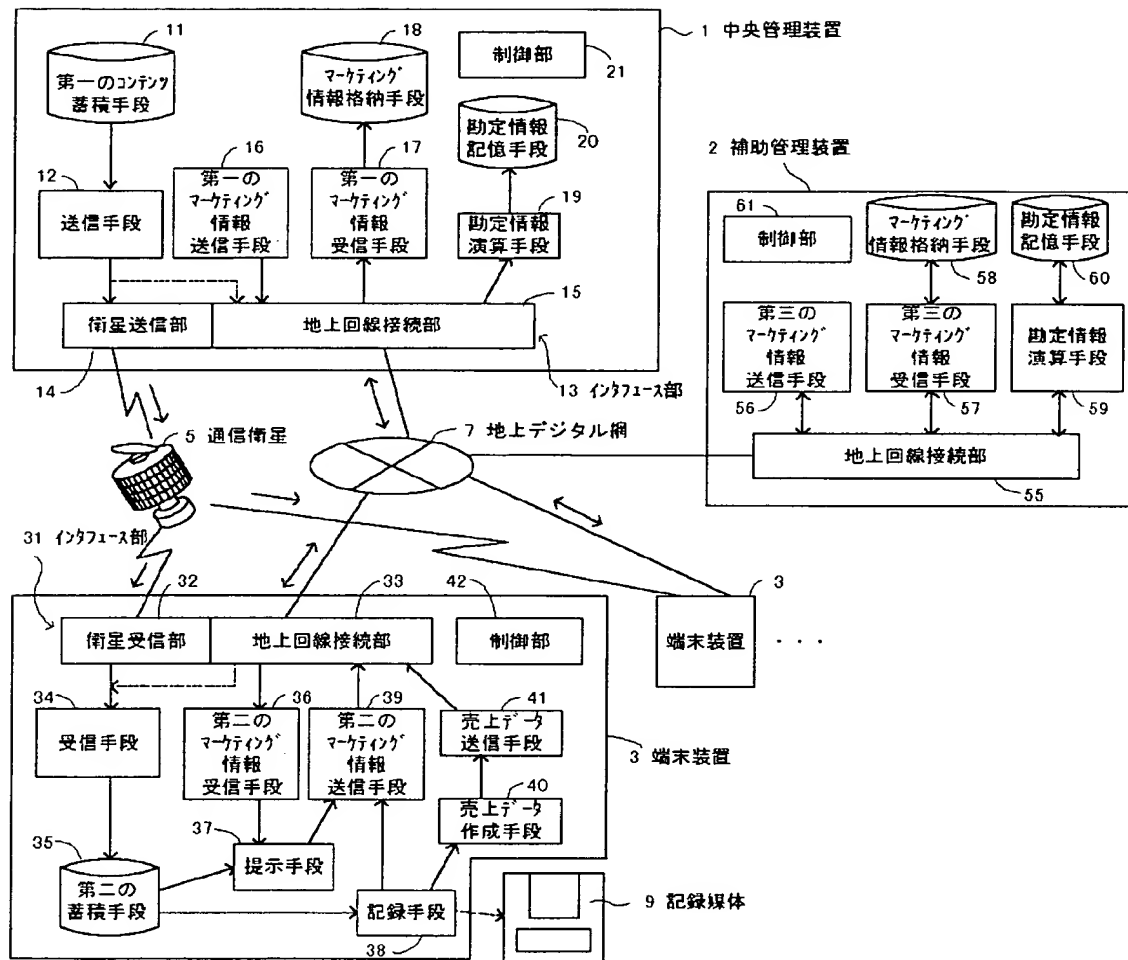 1 中央管理装置
11
第一のコンテンツ
蓄積手段
18
マーケティング
情報格納手段
制御部
21
勘定情報
記憶手段
20
12
送信手段
16
第一の
マーケティング
情報
送信手段
17
第一の
マーケティング
情報
受信手段
19
勘定情報
演算手段
15
衛星送信部
地上回線接続部
14
13 インタフェース部
2 補助管理装置
61
制御部
マーケティング
情報格納手段
58
勘定情報
記憶手段
60
第三の
マーケティング
情報
送信手段
56
第三の
マーケティング
情報
受信手段
57
勘定情報
演算手段
59
地上回線接続部
55
5 通信衛星
7 地上デジタル網
3
端末装置
・・・
31 インタフェース部
32
33
42
衛星受信部
地上回線接続部
制御部
34
受信手段
36
第二の
マーケティング
情報
受信手段
39
第二の
マーケティング
情報
送信手段
41
売上データ
送信手段
3 端末装置
40
売上データ
作成手段
37
提示手段
35
第二の
蓄積手段
記録手段
38
9 記録媒体